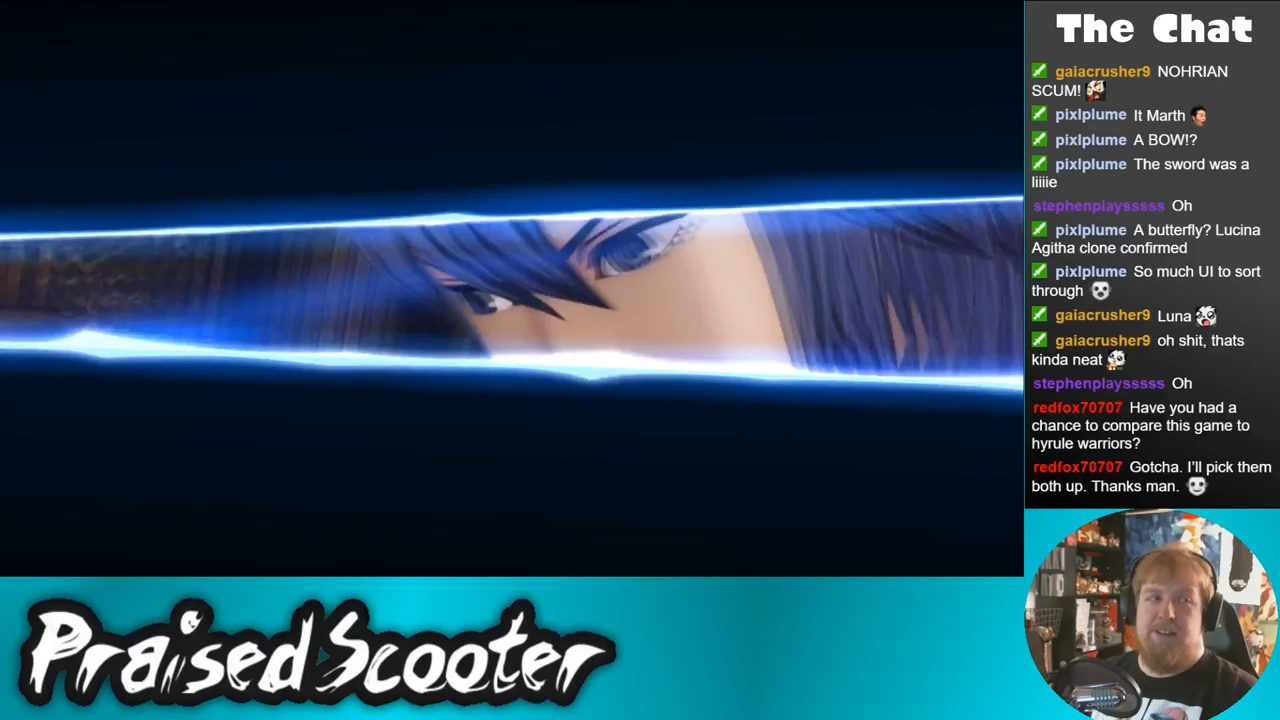 The Chat
gaiacrusher9 NOHRIAN
SCUM!
pixlplume It Marth
pixlplume A BOW!?
pixlplume The sword was a
liiiie
stephenplaysssss Oh
pixlplume A butterfly? Lucina
Agitha clone confirmed
pixlplume So much UI to sort
through
gaiacrusher9 Luna
gaiacrusher9 oh shit, thats
kinda neat
stephenplaysssss Oh
redfox70707 Have you had a
chance to compare this game to
hyrule warriors?
redfox70707 Gotcha. I'll pick them
both up. Thanks man.
PraisedScooter